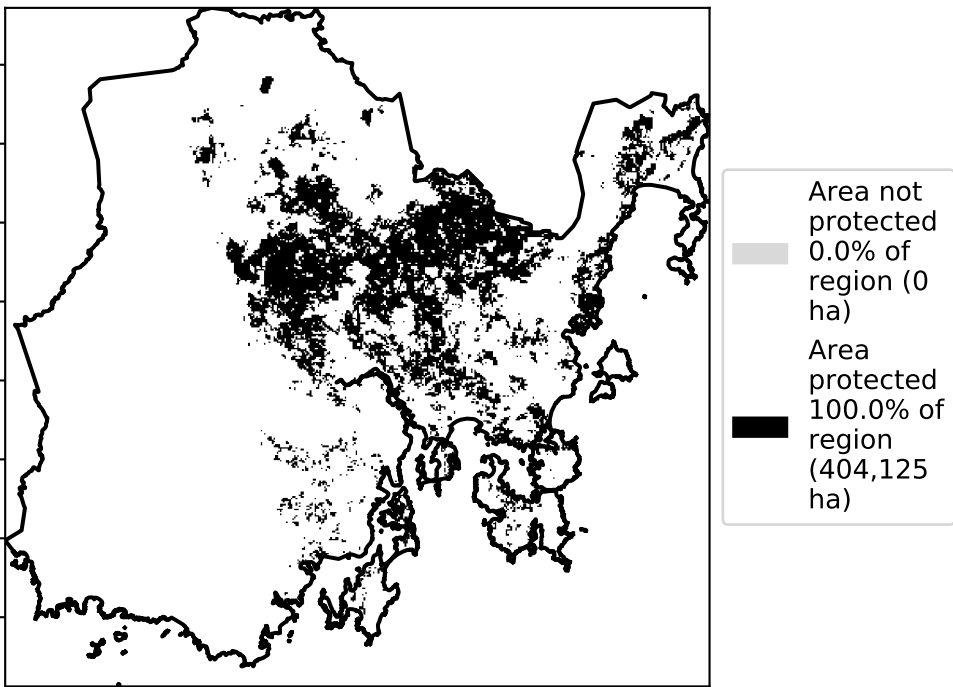 Area not
protected
0.0% of
region (0
ha)
Area
protected
100.0% of
region
(404,125
ha)